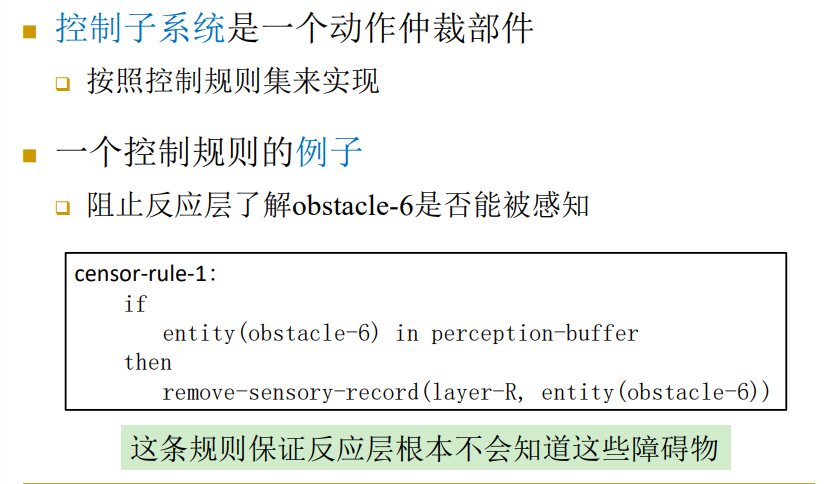 控制子系统是一个动作仲裁部件
按照控制规则集来实现
一个控制规则的例子
阻止反应层了解obstacle-6是否能被感知
censor-rule-1:
if
entity(obstacle-6) in perception-buffer
then
remove-sensory-record(layer-R, entity(obstacle-6))
这条规则保证反应层根本不会知道这些障碍物